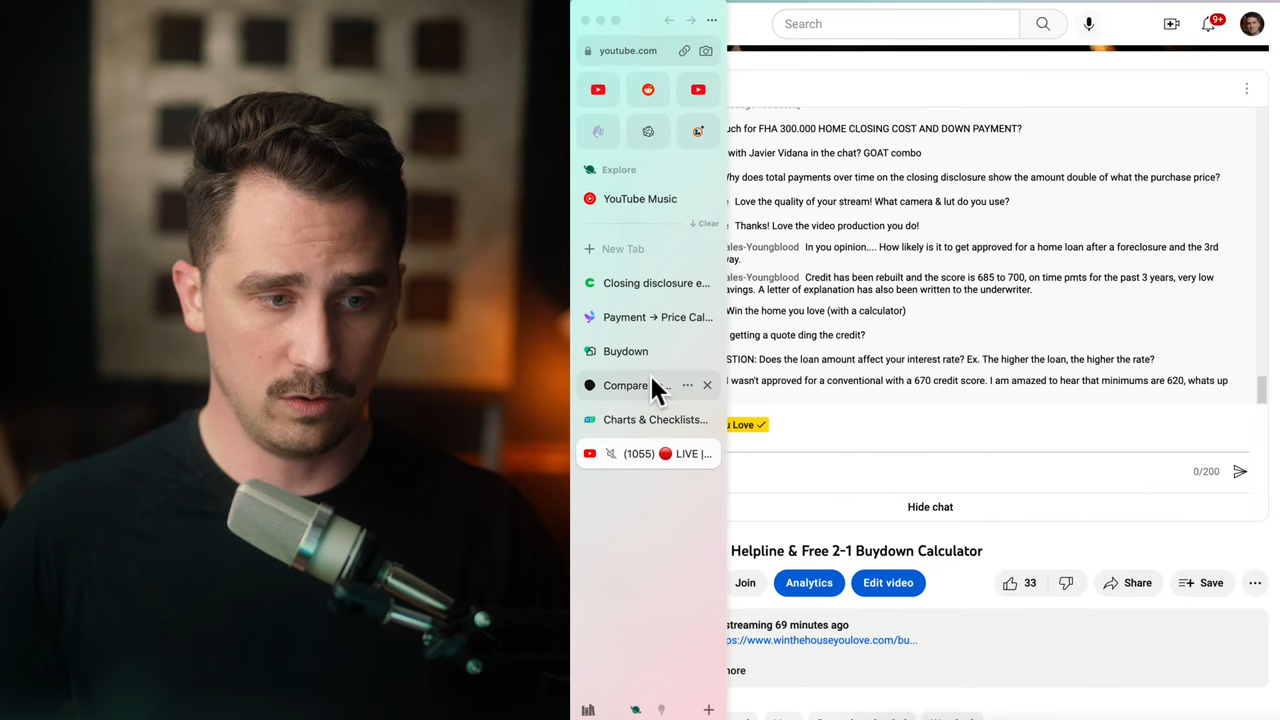 youtube.com
Explore
YouTube Music
Clear
New Tab
Closing disclosure e...
Payment → Price Cal...
Buydown
Compare
Charts & Checklists...
(1055) 🔴 LIVE |...
Search
9+
uch for FHA 300.000 HOME CLOSING COST AND DOWN PAYMENT?
with Javier Vidana in the chat? GOAT combo
Why does total payments over time on the closing disclosure show the amount double of what the purchase price?
Love the quality of your stream! What camera & lut do you use?
Thanks! Love the video production you do!
ales-Youngblood In you opinion.... How likely is it to get approved for a home loan after a foreclosure and the 3rd
way.
ales-Youngblood Credit has been rebuilt and the score is 685 to 700, on time pmts for the past 3 years, very low
avings. A letter of explanation has also been written to the underwriter.
Win the home you love (with a calculator)
getting a quote ding the credit?
STION: Does the loan amount affect your interest rate? Ex. The higher the loan, the higher the rate?
I wasn't approved for a conventional with a 670 credit score. I am amazed to hear that minimums are 620, whats up
u Love ✓
0/200
Hide chat
Helpline & Free 2-1 Buydown Calculator
Join
Analytics
Edit video
33
Share
Save
streaming 69 minutes ago
ps://www.winthehouseyoulove.com/bu...
more